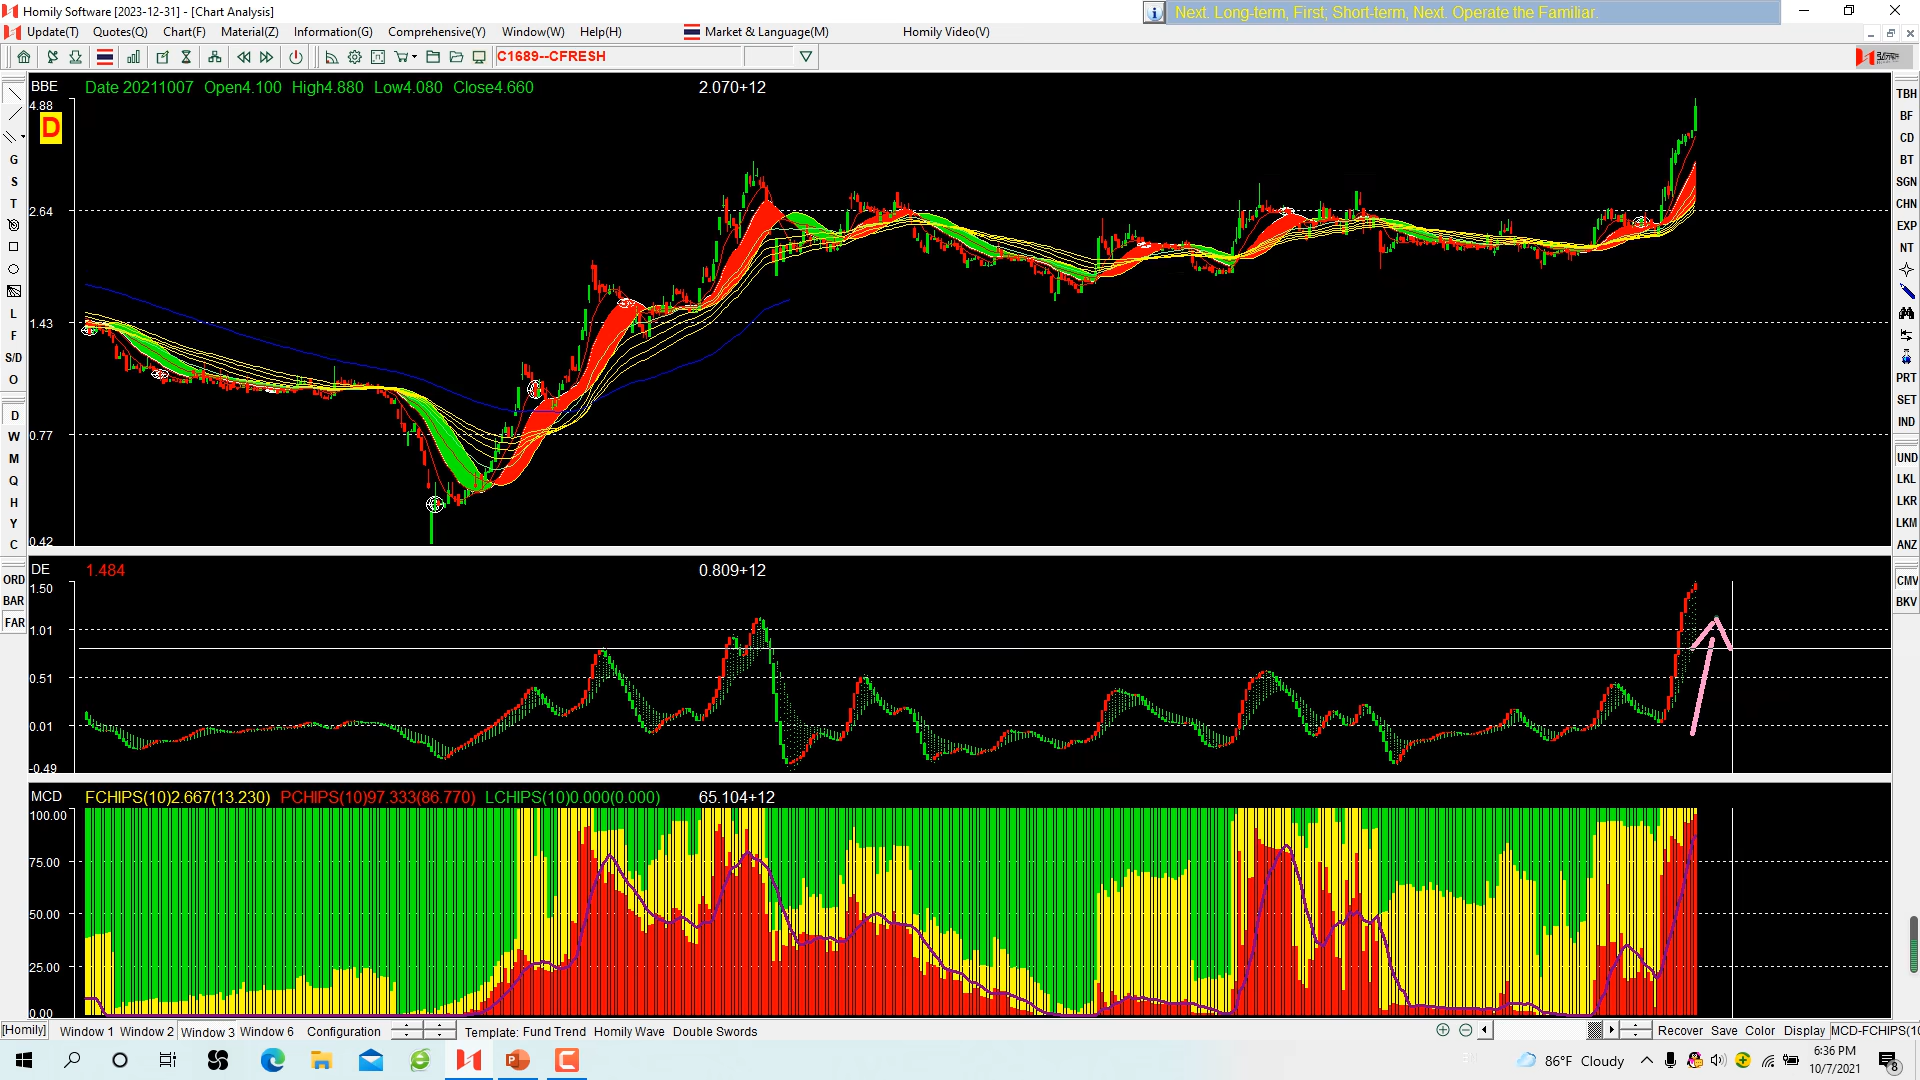 Homily Software [2023-12-31] - [Chart Analysis]
Next. Long-term, First; Short-term, Next. Operate the Familiar.
Update(T) Quotes(Q) Chart(F) Material(Z) Information(G) Comprehensive(Y) Window(W) Help(H) Market & Language(M) Homily Video(V)
C1689--CFRESH
BBE Date 20211007 Open4.100 High4.880 Low4.080 Close4.660 2.070+12
4.88
D
2.64
1.43
0.77
0.42
DE 1.484 0.809+12
1.50
1.01
0.51
0.01
-0.49
MCD FCHIPS(10)2.667(13.230) PCHIPS(10)97.333(86.770) LCHIPS(10)0.000(0.000) 65.104+12
100.00
75.00
50.00
25.00
0.00
G
S
T
L
F
S/D
O
D
W
M
Q
H
Y
C
ORD
BAR
FAR
TBH
BF
CD
BT
SGN
CHN
EXP
NT
PRT
SET
IND
UND
LKL
LKR
LKM
ANZ
CMV
BKV
[Homily] Window 1 Window 2 Window 3 Window 6 Configuration Template: Fund Trend Homily Wave Double Swords Recover Save Color Display MCD-FCHIPS(10
86°F Cloudy
6:36 PM
10/7/2021
8